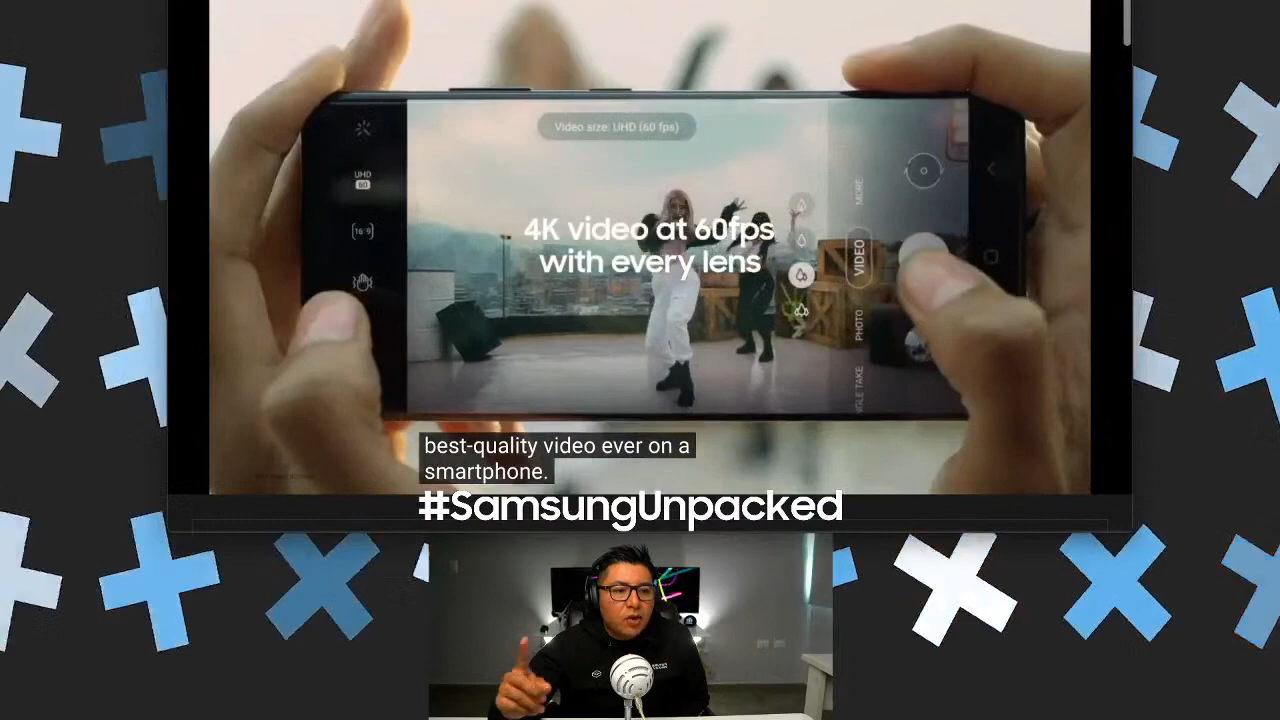 Video size: UHD (60 fps)
UHD
60
16:9
MORE
VIDEO
PHOTO
4K video at 60fps
with every lens
best-quality video ever on a
smartphone.
#SamsungUnpacked